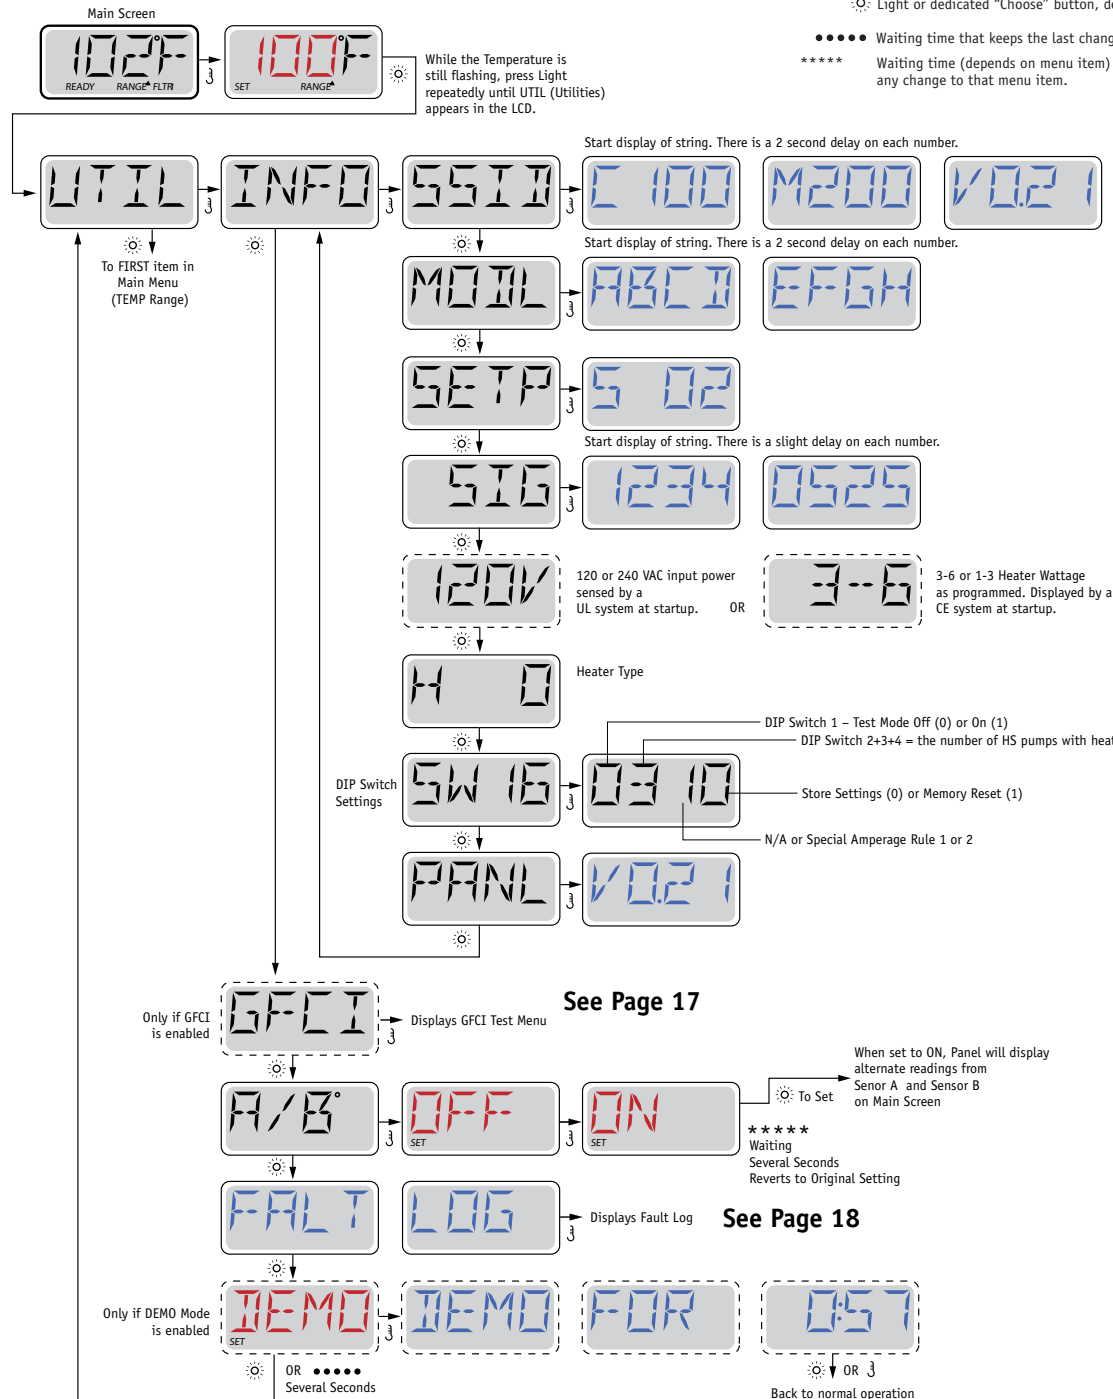 Main Screen
Light or dedicated "Choose" button, de
Waiting time that keeps the last chang
***** Waiting time (depends on menu item)
any change to that menu item.
102°F
READY RANGE FLTR
100°F
SET RANGE
While the Temperature is
still flashing, press Light
repeatedly until UTIL (Utilities)
appears in the LCD.
Start display of string. There is a 2 second delay on each number.
UTIL
INFO
SSID
C 100
M200
V0.21
To FIRST item in
Main Menu
(TEMP Range)
Start display of string. There is a 2 second delay on each number.
MODL
ABCD
EFGH
SETP
S 02
Start display of string. There is a slight delay on each number.
SIG
1234
0525
120V
120 or 240 VAC input power
sensed by a
UL system at startup.
OR
3-6
3-6 or 1-3 Heater Wattage
as programmed. Displayed by a
CE system at startup.
H 0
Heater Type
DIP Switch 1 – Test Mode Off (0) or On (1)
DIP Switch 2+3+4 = the number of HS pumps with heat
DIP Switch
Settings
SW 16
0310
Store Settings (0) or Memory Reset (1)
N/A or Special Amperage Rule 1 or 2
PANL
V0.21
See Page 17
Only if GFCI
is enabled
GFCI
Displays GFCI Test Menu
When set to ON, Panel will display
alternate readings from
Senor A and Sensor B
on Main Screen
A/B°
OFF
SET
ON
SET
To Set
*****
Waiting
Several Seconds
Reverts to Original Setting
FALT
LOG
Displays Fault Log
See Page 18
Only if DEMO Mode
is enabled
DEMO
SET
DEMO
FOR
0:57
OR •••••
Several Seconds
OR
Back to normal operation